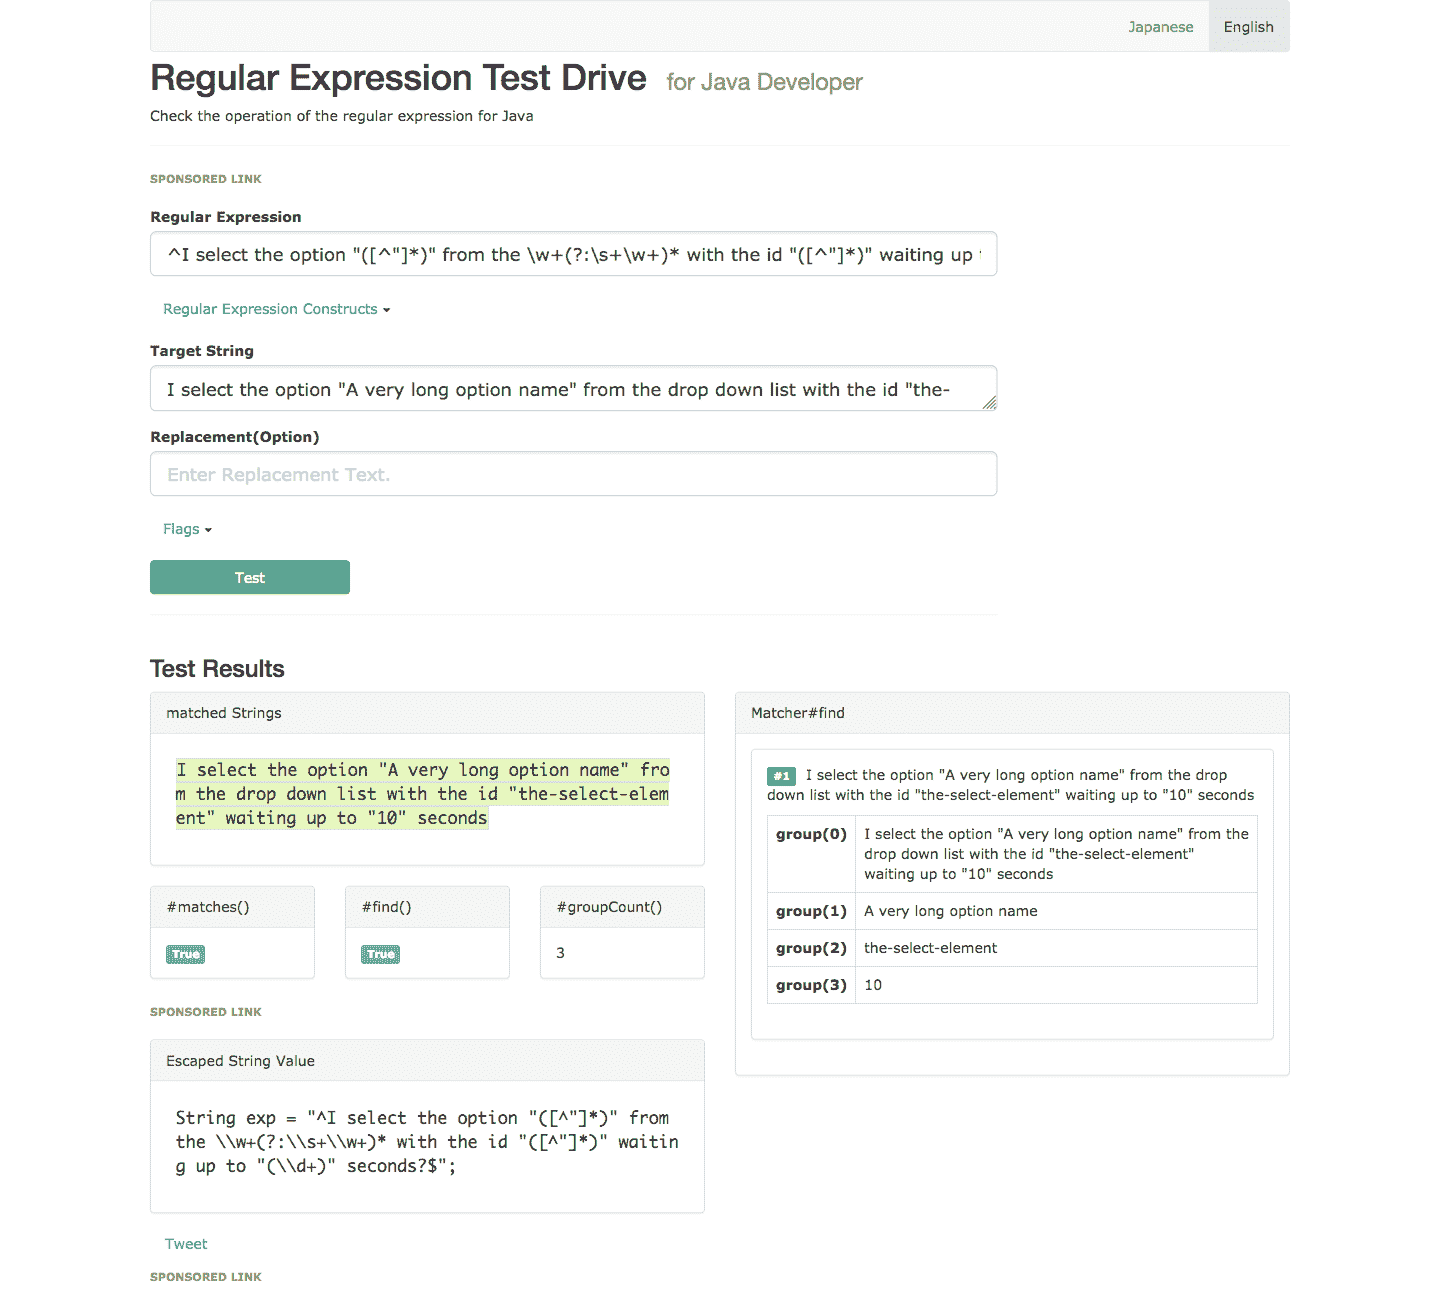 Japanese
English
Regular Expression Test Drive for Java Developer
Check the operation of the regular expression for Java
SPONSORED LINK
Regular Expression
^I select the option "([^"]*)" from the \w+(?:\s+\w+)* with the id "([^"]*)" waiting up
Regular Expression Constructs
Target String
I select the option "A very long option name" from the drop down list with the id "the-
Replacement(Option)
Enter Replacement Text.
Flags
Test
Test Results
matched Strings
I select the option "A very long option name" fro
m the drop down list with the id "the-select-elem
ent" waiting up to "10" seconds
#matches()
True
#find()
True
#groupCount()
3
SPONSORED LINK
Escaped String Value
String exp = "^I select the option "([^"]*)" from
the \\w+(?:\\s+\\w+)* with the id "([^"]*)" waitin
g up to "(\\d+)" seconds?$";
Tweet
SPONSORED LINK
Matcher#find
#1 I select the option "A very long option name" from the drop
down list with the id "the-select-element" waiting up to "10" seconds
group(0) I select the option "A very long option name" from the
drop down list with the id "the-select-element"
waiting up to "10" seconds
group(1) A very long option name
group(2) the-select-element
group(3) 10